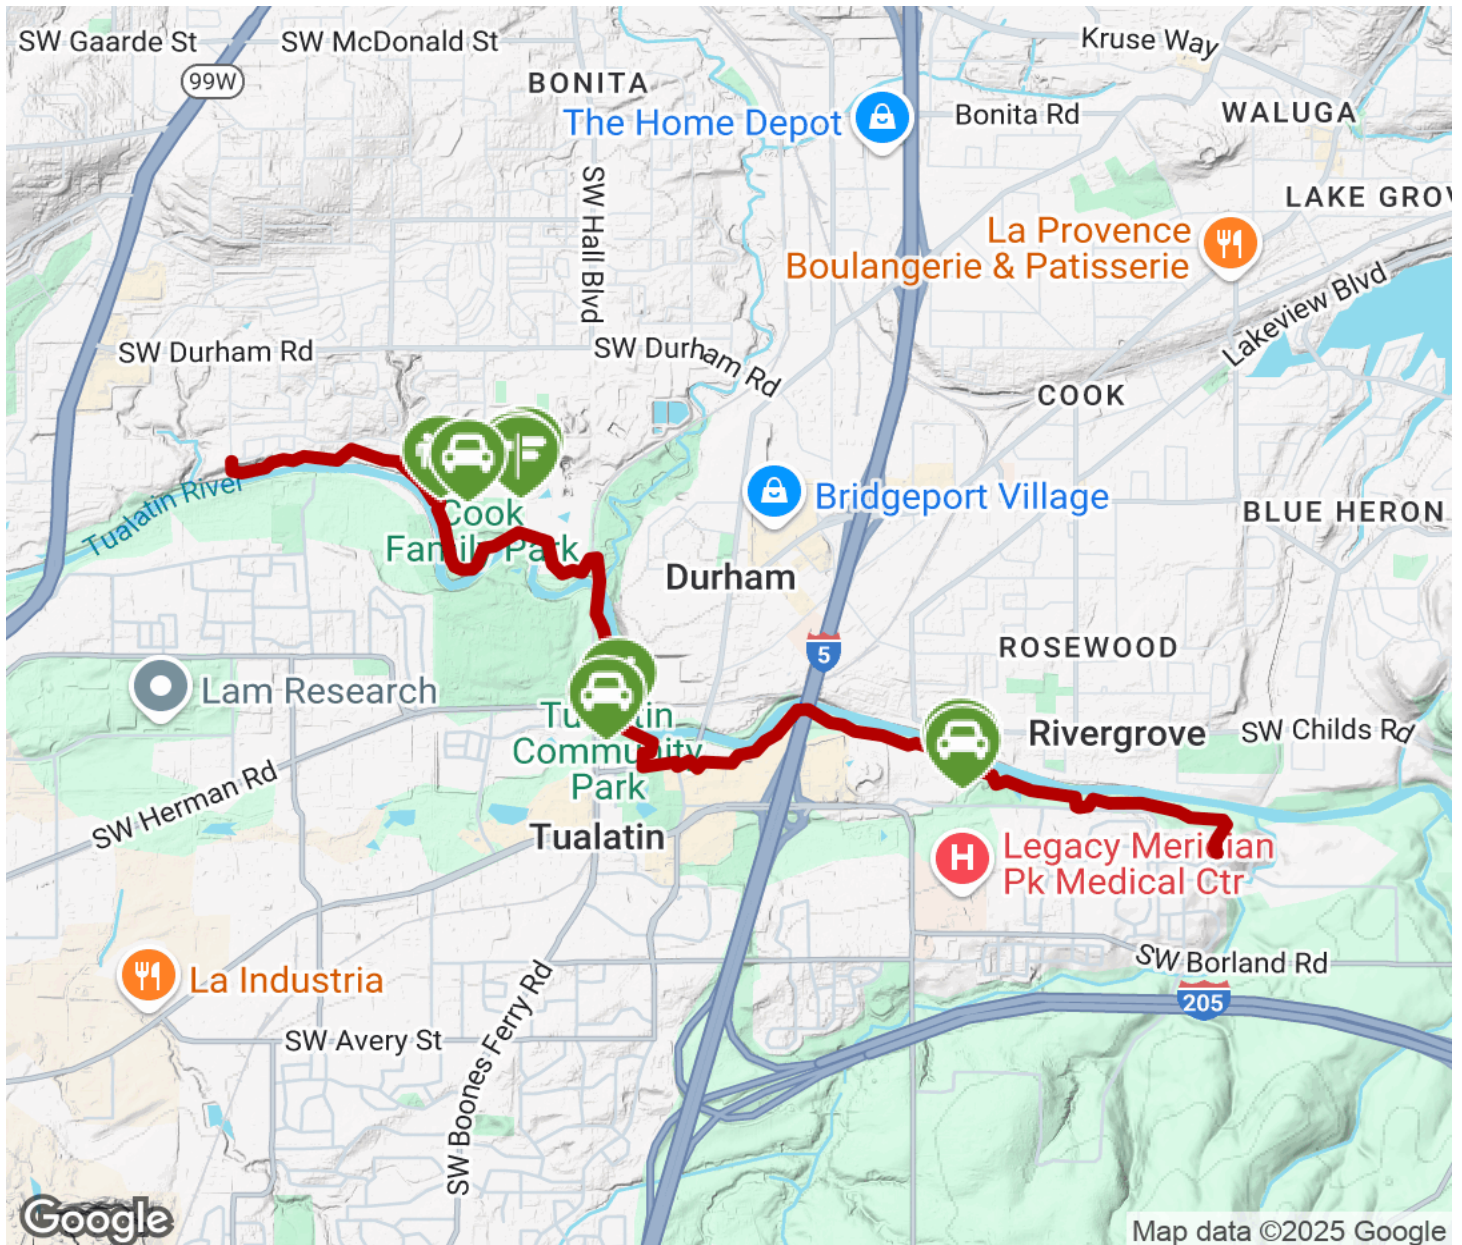 SW Gaarde St
SW McDonald St
Kruse Way
99W
BONITA
The Home Depot
Bonita Rd
WALUGA
SW Hall Blvd
LAKE GROV
La Provence
Boulangerie & Patisserie
Lakeview Blvd
SW Durham Rd
SW Durham Rd
COOK
Tualatin River
Cook
Family Park
Bridgeport Village
BLUE HERON
Durham
ROSEWOOD
5
Lam Research
Tualatin
Community
Park
Rivergrove
SW Childs Rd
SW Herman Rd
Tualatin
H
Legacy Meridian
Pk Medical Ctr
SW Borland Rd
La Industria
205
SW Avery St
SW Boones Ferry Rd
Google
Map data ©2025 Google